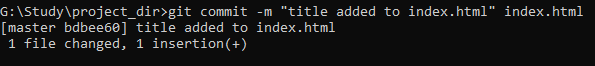 G:\Study\project_dir>git commit -m "title added to index.html" index.html
[master bdbee60] title added to index.html
 1 file changed, 1 insertion(+)